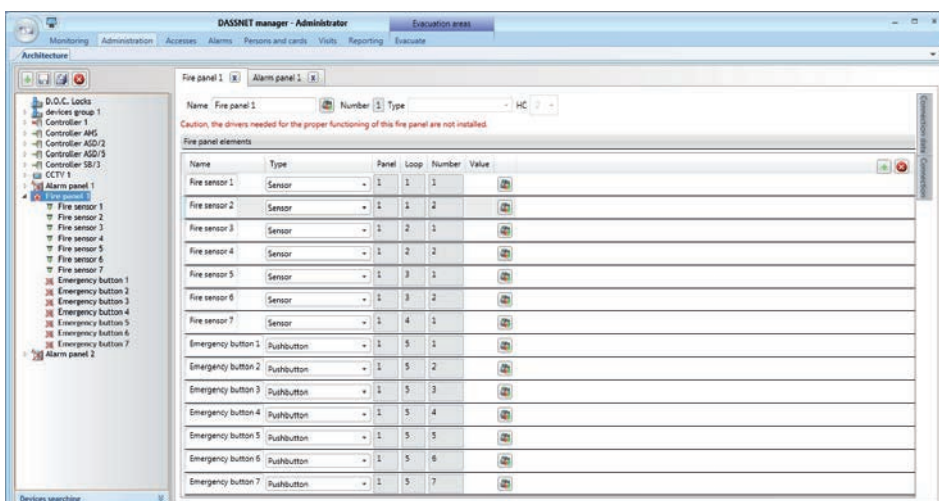 DASSNET manager - Administrator Evacuation areas
Monitoring Administration Accesses Alarms Persons and cards Visits Reporting Evacuate
Architecture
D.O.C. Locks
devices group 1
Controller 1
Controller AHS
Controller ASD/2
Controller ASD/5
Controller SB/3
CCTV 1
Alarm panel 1
Fire panel 1
Fire sensor 1
Fire sensor 2
Fire sensor 3
Fire sensor 4
Fire sensor 5
Fire sensor 6
Fire sensor 7
Emergency button 1
Emergency button 2
Emergency button 3
Emergency button 4
Emergency button 5
Emergency button 6
Emergency button 7
Alarm panel 2
Devices searching
Fire panel 1 Alarm panel 1
Name Fire panel 1 Number 1 Type HC 2
Caution, the drivers needed for the proper functioning of this fire panel are not installed.
Fire panel elements
Name Type Panel Loop Number Value
Fire sensor 1 Sensor 1 1 1
Fire sensor 2 Sensor 1 1 2
Fire sensor 3 Sensor 1 2 1
Fire sensor 4 Sensor 1 2 2
Fire sensor 5 Sensor 1 3 1
Fire sensor 6 Sensor 1 3 2
Fire sensor 7 Sensor 1 4 1
Emergency button 1 Pushbutton 1 5 1
Emergency button 2 Pushbutton 1 5 2
Emergency button 3 Pushbutton 1 5 3
Emergency button 4 Pushbutton 1 5 4
Emergency button 5 Pushbutton 1 5 5
Emergency button 6 Pushbutton 1 5 6
Emergency button 7 Pushbutton 1 5 7
Connection data
Connection